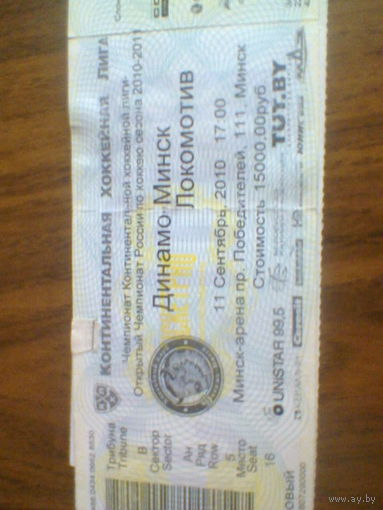 КОНТИНЕНТАЛЬНАЯ ХОККЕЙНАЯ ЛИГА
Чемпионат Континентальной хоккейной лиги-
Открытый Чемпионат России по хоккею сезона 2010-2011
Динамо-Минск
Локомотив
11 Сентябрь, 2010 17.00
Минск-арена пр. Победителей, 111, Минск
Стоимость 15000,00руб
UNISTAR 99.5
TUT.BY
Трибуна
Tribune
В
Сектор
Sector
Ан
Ряд
Row
5
Место
Seat
16
www.ay.by